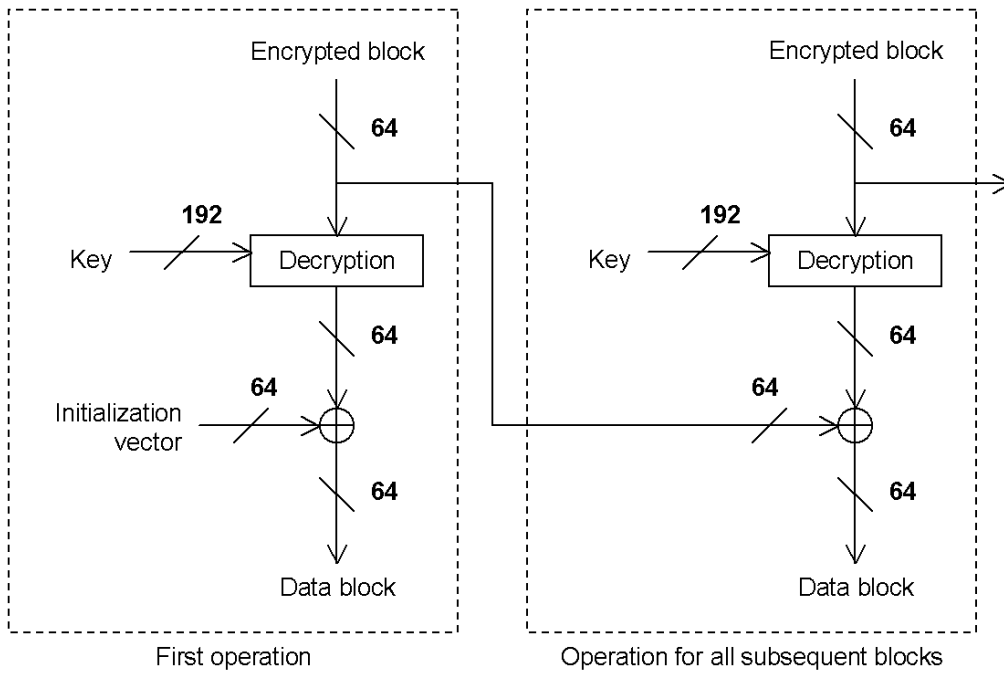 Encrypted block
64
192
Key
Decryption
64
64
Initialization
vector
64
Data block
First operation
Encrypted block
64
192
Key
Decryption
64
64
64
Data block
Operation for all subsequent blocks